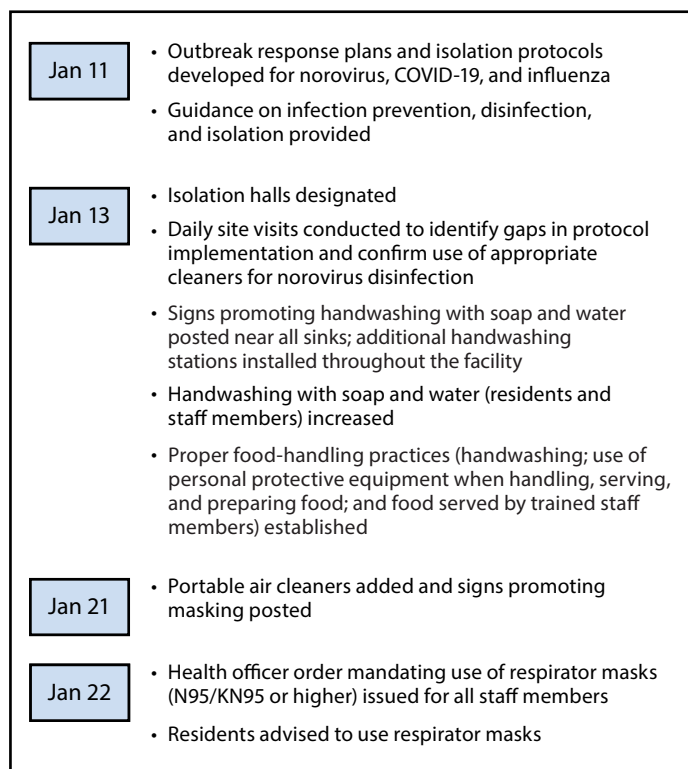 Jan 11
• Outbreak response plans and isolation protocols
developed for norovirus, COVID-19, and influenza
• Guidance on infection prevention, disinfection,
and isolation provided
Jan 13
• Isolation halls designated
• Daily site visits conducted to identify gaps in protocol
implementation and confirm use of appropriate
cleaners for norovirus disinfection
• Signs promoting handwashing with soap and water
posted near all sinks; additional handwashing
stations installed throughout the facility
• Handwashing with soap and water (residents and
staff members) increased
• Proper food-handling practices (handwashing; use of
personal protective equipment when handling, serving,
and preparing food; and food served by trained staff
members) established
Jan 21
• Portable air cleaners added and signs promoting
masking posted
Jan 22
• Health officer order mandating use of respirator masks
(N95/KN95 or higher) issued for all staff members
• Residents advised to use respirator masks